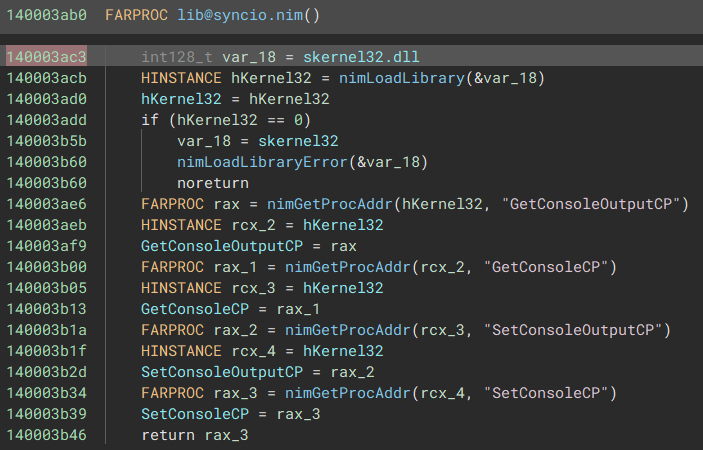 140003ab0 FARPROC lib@syncio.nim()
140003ac3 int128_t var_18 = skernel32.dll
140003acb HINSTANCE hKernel32 = nimLoadLibrary(&var_18)
140003ad0 hKernel32 = hKernel32
140003add if (hKernel32 == 0)
140003b5b var_18 = skernel32
140003b60 nimLoadLibraryError(&var_18)
140003b60 noreturn
140003ae6 FARPROC rax = nimGetProcAddr(hKernel32, "GetConsoleOutputCP")
140003aeb HINSTANCE rcx_2 = hKernel32
140003af9 GetConsoleOutputCP = rax
140003b00 FARPROC rax_1 = nimGetProcAddr(rcx_2, "GetConsoleCP")
140003b05 HINSTANCE rcx_3 = hKernel32
140003b13 GetConsoleCP = rax_1
140003b1a FARPROC rax_2 = nimGetProcAddr(rcx_3, "SetConsoleOutputCP")
140003b1f HINSTANCE rcx_4 = hKernel32
140003b2d SetConsoleOutputCP = rax_2
140003b34 FARPROC rax_3 = nimGetProcAddr(rcx_4, "SetConsoleCP")
140003b39 SetConsoleCP = rax_3
140003b46 return rax_3